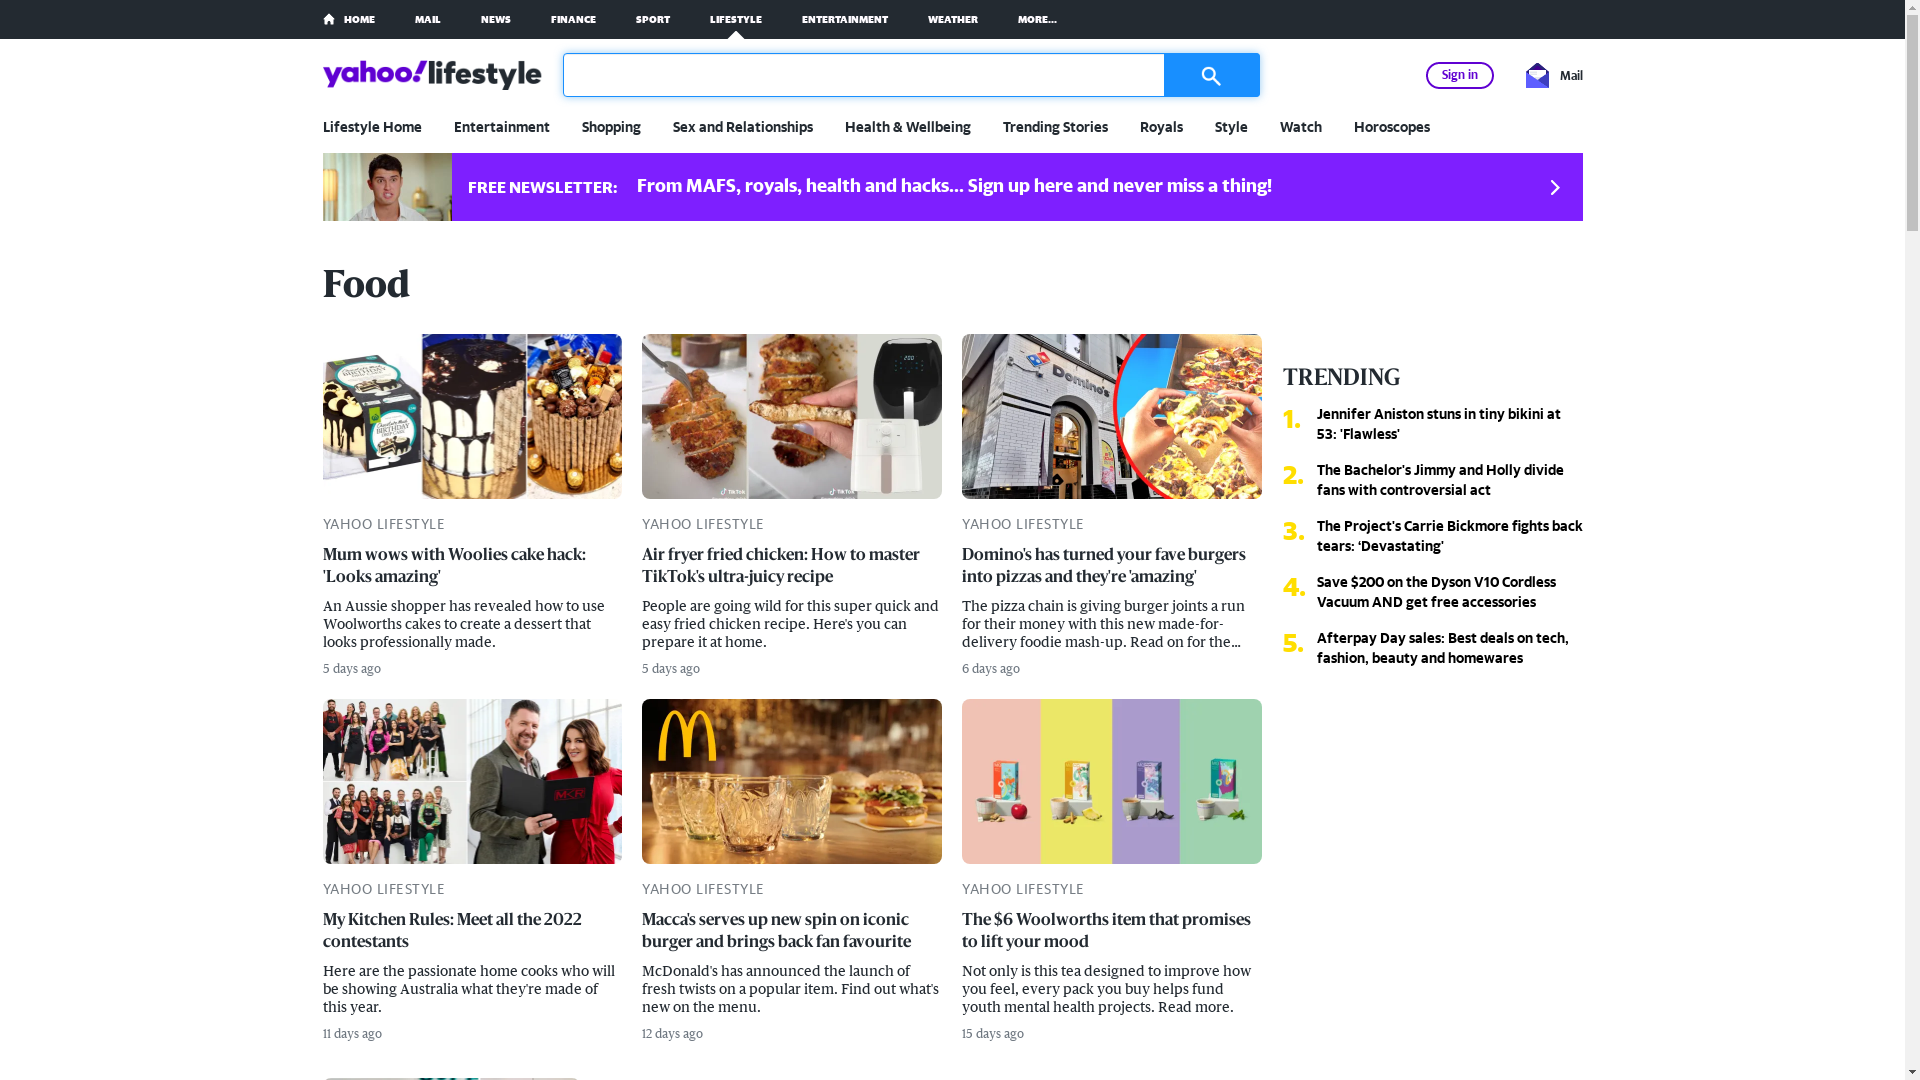 HOME MAIL NEWS FINANCE SPORT LIFESTYLE ENTERTAINMENT WEATHER MORE...
yahoo!lifestyle
Sign in
Mail
Lifestyle Home Entertainment Shopping Sex and Relationships Health & Wellbeing Trending Stories Royals Style Watch Horoscopes
FREE NEWSLETTER: From MAFS, royals, health and hacks... Sign up here and never miss a thing!
Food
YAHOO LIFESTYLE
Mum wows with Woolies cake hack:
'Looks amazing'
An Aussie shopper has revealed how to use
Woolworths cakes to create a dessert that
looks professionally made.
5 days ago
TikTok
TikTok
YAHOO LIFESTYLE
Air fryer fried chicken: How to master
TikTok's ultra-juicy recipe
People are going wild for this super quick and
easy fried chicken recipe. Here's you can
prepare it at home.
5 days ago
Domino's
YAHOO LIFESTYLE
Domino's has turned your fave burgers
into pizzas and they're 'amazing'
The pizza chain is giving burger joints a run
for their money with this new made-for-
delivery foodie mash-up. Read on for the...
6 days ago
TRENDING
1. Jennifer Aniston stuns in tiny bikini at
53: 'Flawless'
2. The Bachelor's Jimmy and Holly divide
fans with controversial act
3. The Project's Carrie Bickmore fights back
tears: ‘Devastating’
4. Save $200 on the Dyson V10 Cordless
Vacuum AND get free accessories
5. Afterpay Day sales: Best deals on tech,
fashion, beauty and homewares
MKR
YAHOO LIFESTYLE
My Kitchen Rules: Meet all the 2022
contestants
Here are the passionate home cooks who will
be showing Australia what they're made of
this year.
11 days ago
YAHOO LIFESTYLE
Macca's serves up new spin on iconic
burger and brings back fan favourite
McDonald's has announced the launch of
fresh twists on a popular item. Find out what's
new on the menu.
12 days ago
YAHOO LIFESTYLE
The $6 Woolworths item that promises
to lift your mood
Not only is this tea designed to improve how
you feel, every pack you buy helps fund
youth mental health projects. Read more.
15 days ago